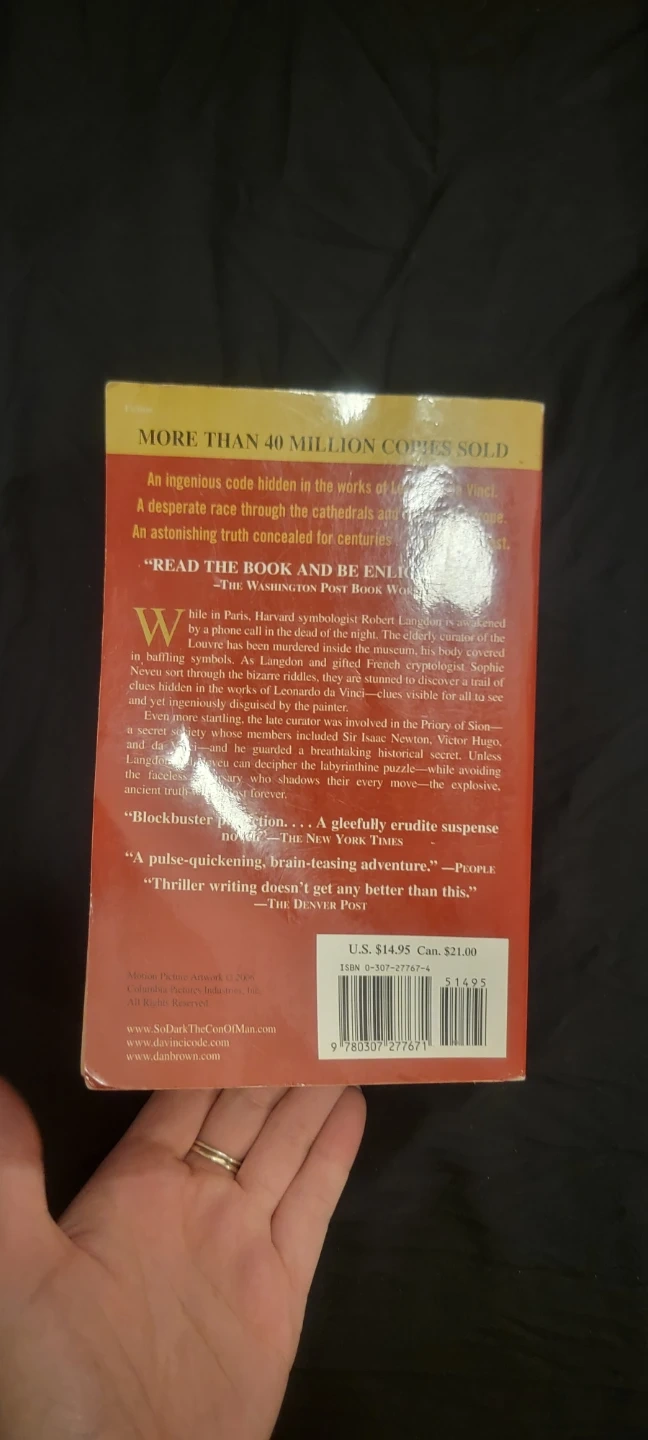 Fiction
MORE THAN 40 MILLION COPIES SOLD
An ingenious code hidden in the works of Vinci.
A desperate race through the cathedrals and
An astonishing truth concealed for centuries
“READ THE BOOK AND BE
–THE WASHINGTON POST BOOK
While in Paris, Harvard symbologist Robert Langdon is awakened
by a phone call in the dead of the night. The elderly curator of the
Louvre has been murdered inside the museum, his body covered
in baffling symbols. As Langdon and gifted French cryptologist Sophie
Neveu sort through the bizarre riddles, they are stunned to discover a trail of
clues hidden in the works of Leonardo da Vinci—clues visible for all to see
and yet ingeniously disguised by the painter.
Even more startling, the late curator was involved in the Priory of Sion—
a secret society whose members included Sir Isaac Newton, Victor Hugo,
and da Vinci—and he guarded a breathtaking historical secret. Unless
Langdon Neveu can decipher the labyrinthine puzzle—while avoiding
the faceless who shadows their every move—the explosive,
ancient forever.
“Blockbuster . . . . A gleefully erudite suspense
novel.”—THE NEW YORK TIMES
“A pulse-quickening, brain-teasing adventure.” —PEOPLE
“Thriller writing doesn’t get any better than this.”
—THE DENVER POST
U.S. $14.95 Can. $21.00
ISBN 0-307-27767-4
51495
9 780307 277671
Motion Picture Artwork ©
Columbia Pictures Industries, Inc.
All Rights Reserved
www.SoDarkTheConOfMan.com
www.davincicode.com
www.danbrown.com